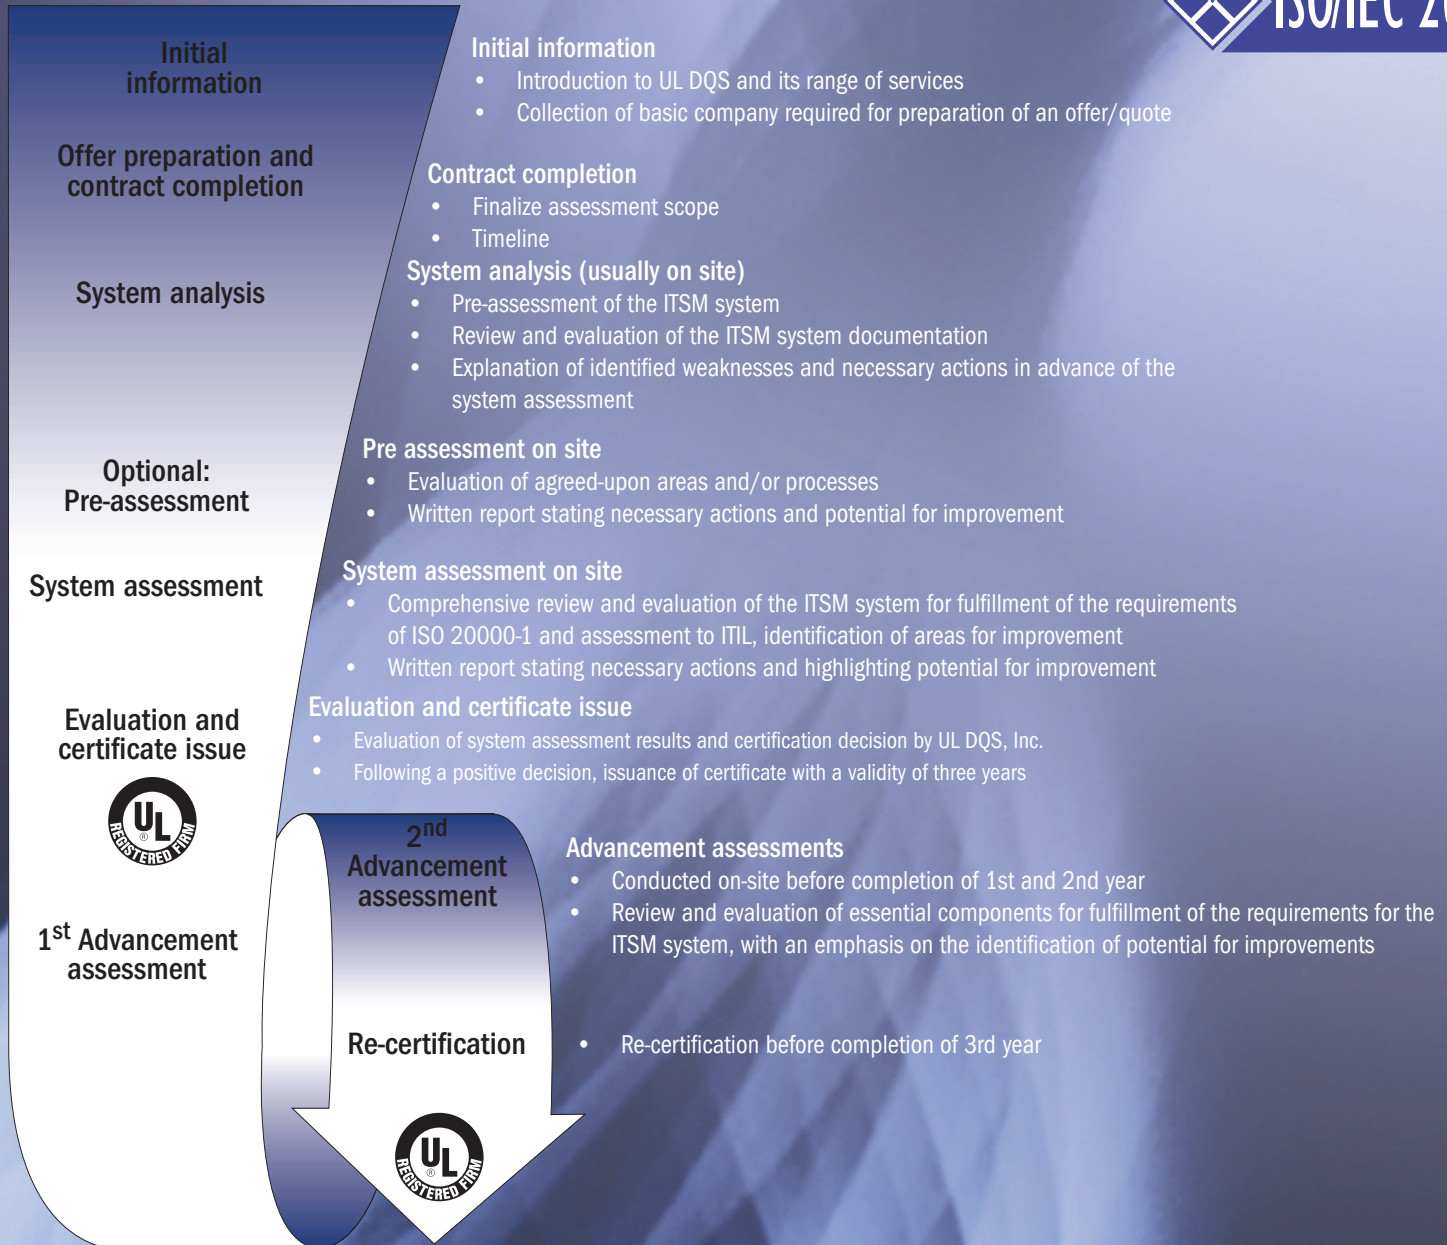 ISO/IEC
Initial
information
Initial information
• Introduction to UL DQS and its range of services
• Collection of basic company required for preparation of an offer/quote
Offer preparation and
contract completion
Contract completion
• Finalize assessment scope
• Timeline
System analysis
System analysis (usually on site)
• Pre-assessment of the ITSM system
• Review and evaluation of the ITSM system documentation
• Explanation of identified weaknesses and necessary actions in advance of the
system assessment
Optional:
Pre-assessment
Pre assessment on site
• Evaluation of agreed-upon areas and/or processes
• Written report stating necessary actions and potential for improvement
System assessment
System assessment on site
• Comprehensive review and evaluation of the ITSM system for fulfillment of the requirements
of ISO 20000-1 and assessment to ITIL, identification of areas for improvement
• Written report stating necessary actions and highlighting potential for improvement
Evaluation and
certificate issue
Evaluation and certificate issue
• Evaluation of system assessment results and certification decision by UL DQS, Inc.
• Following a positive decision, issuance of certificate with a validity of three years
UL
®
REGISTERED FIRM
1st Advancement
assessment
2nd
Advancement
assessment
Advancement assessments
• Conducted on-site before completion of 1st and 2nd year
• Review and evaluation of essential components for fulfillment of the requirements for the
ITSM system, with an emphasis on the identification of potential for improvements
Re-certification
• Re-certification before completion of 3rd year
UL
®
REGISTERED FIRM